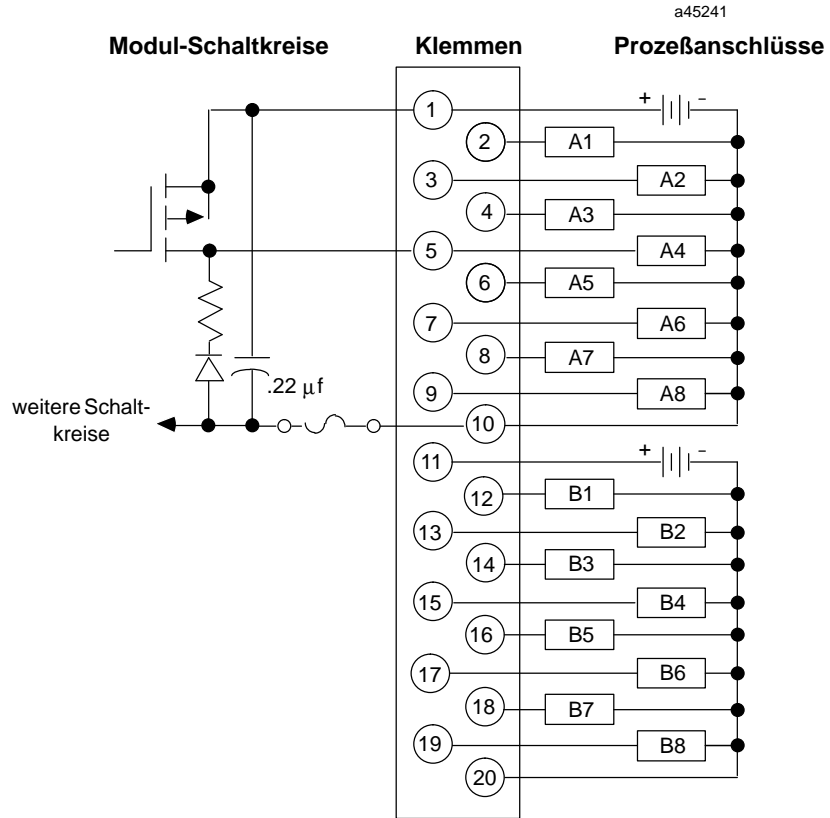 a45241
Modul-Schaltkreise Klemmen Prozeßanschlüsse
1 + –
2 A1
3 A2
4 A3
5 A4
6 A5
7 A6
8 A7
.22 µf
9 A8
weitere Schalt-
kreise
10
11 + –
12 B1
13 B2
14 B3
15 B4
16 B5
17 B6
18 B7
19 B8
20